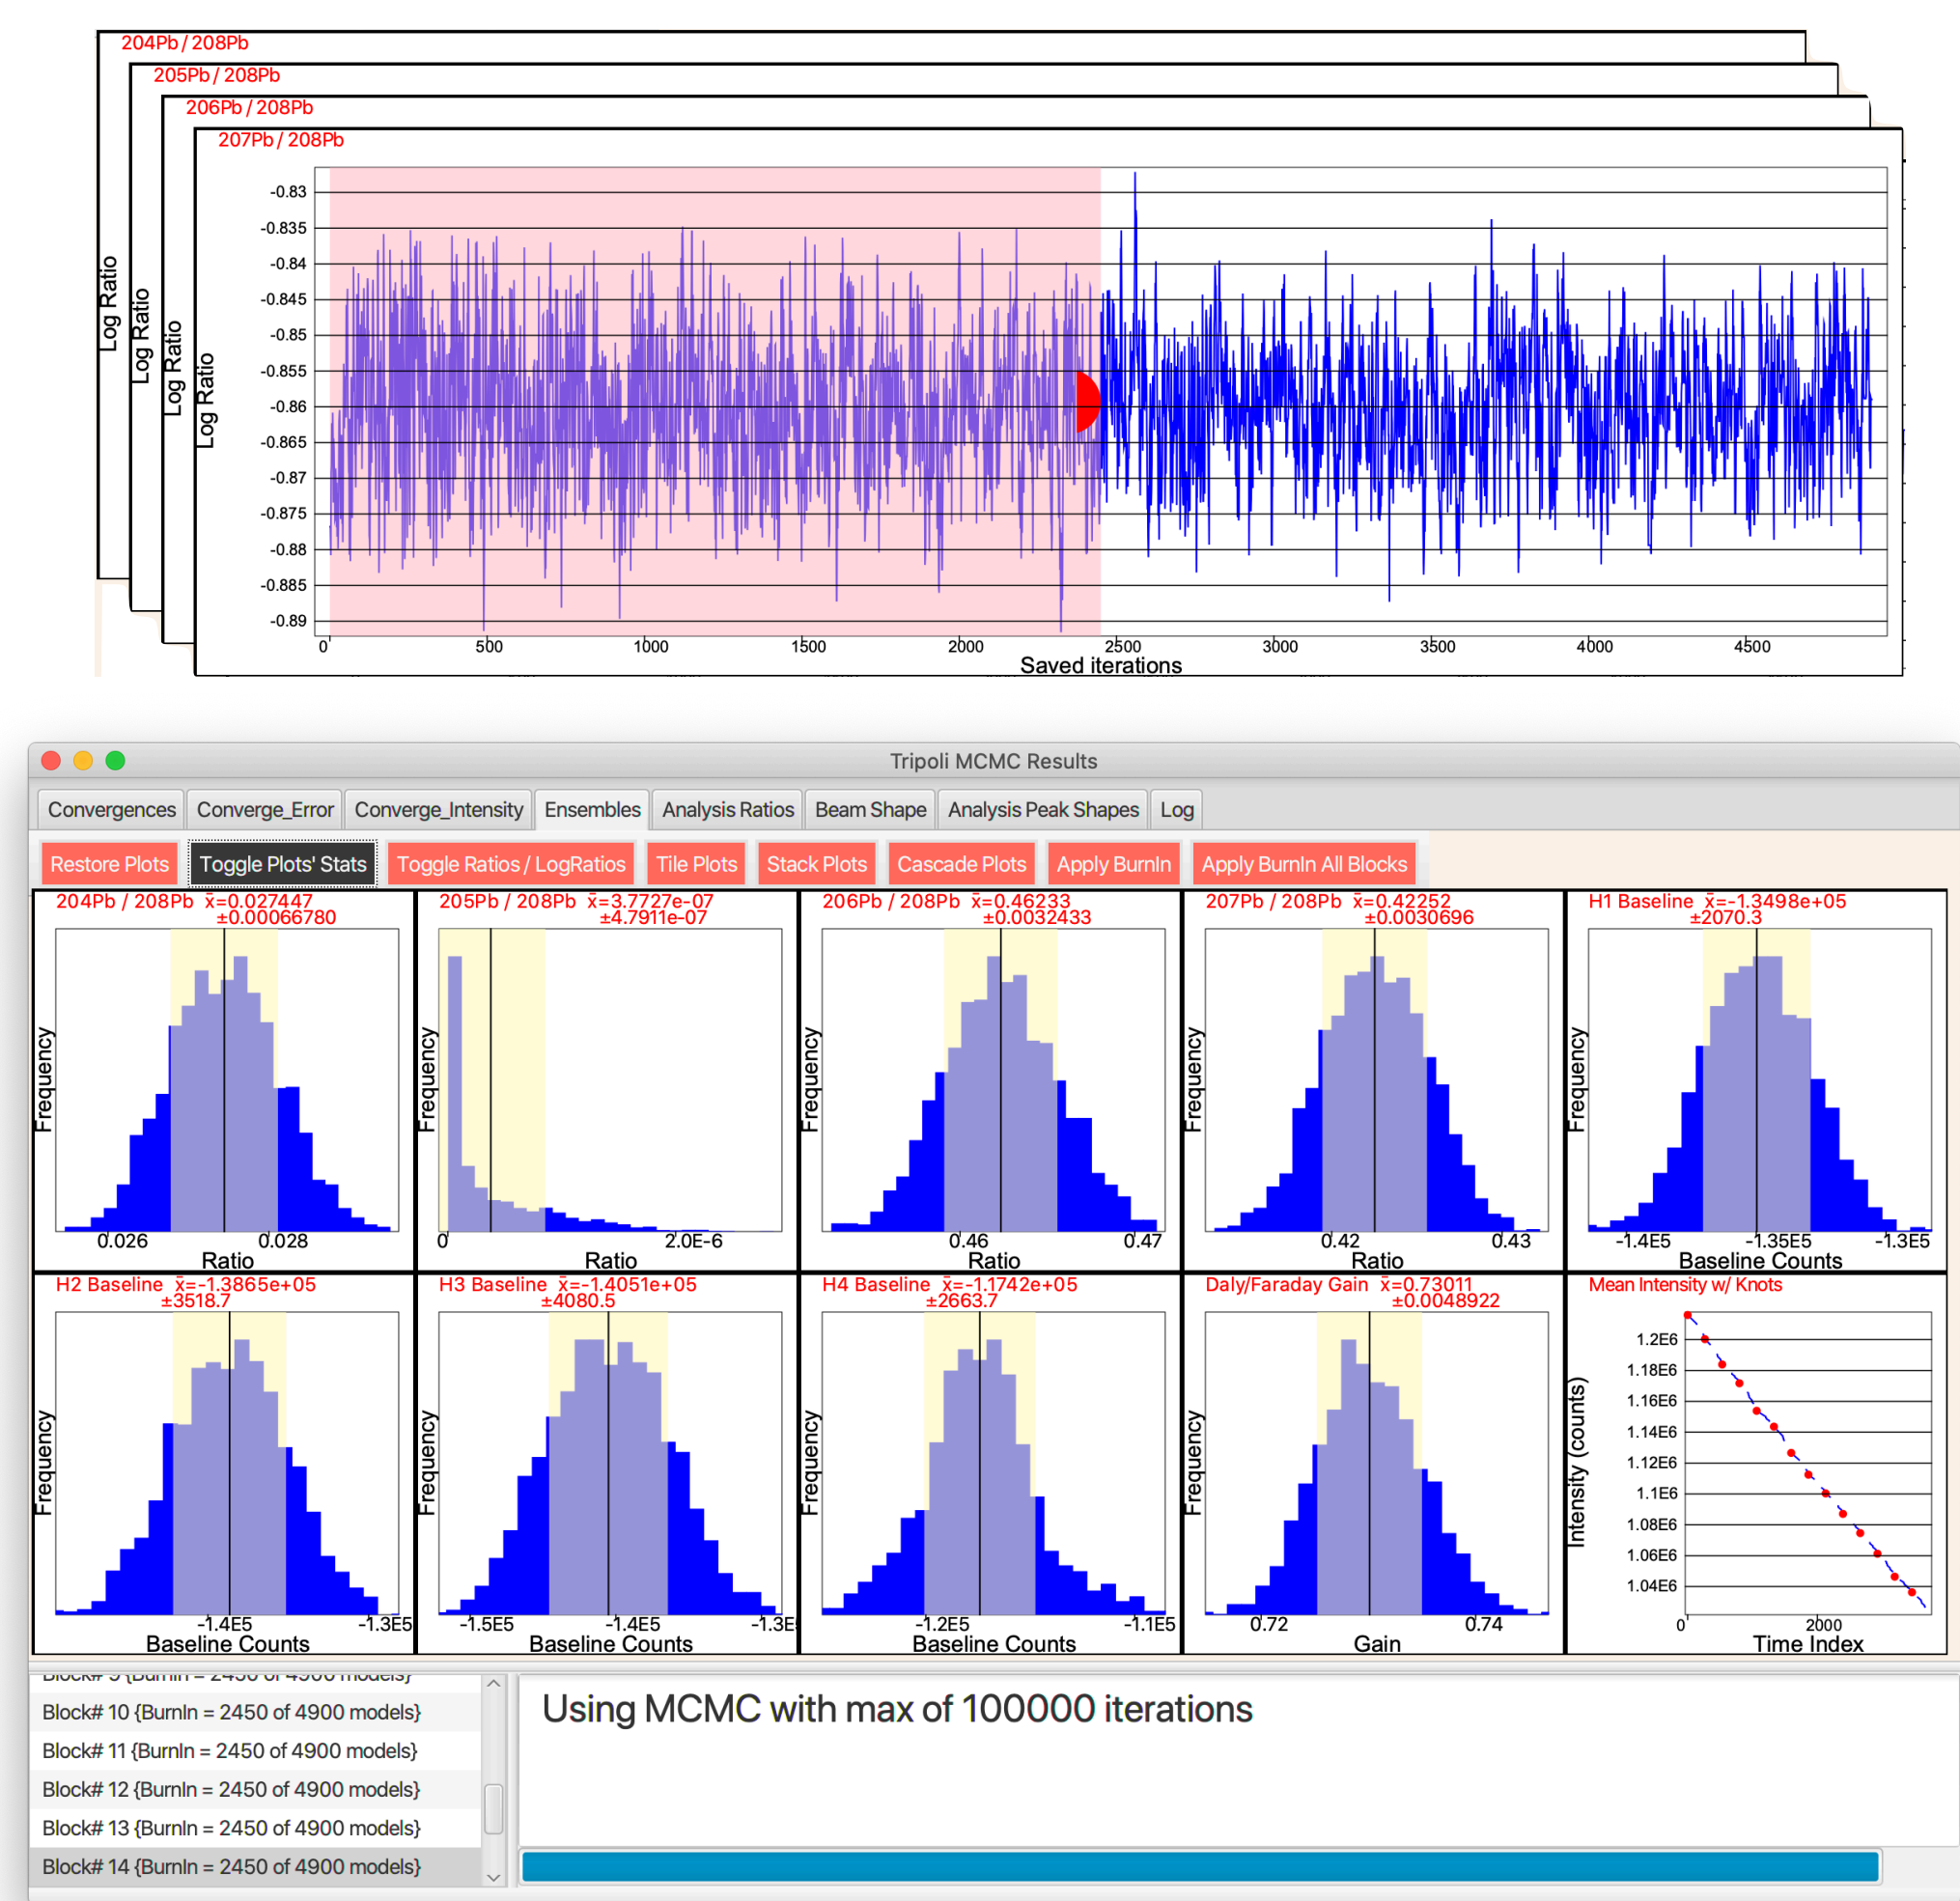 204Pb / 208Pb
205Pb / 208Pb
206Pb / 208Pb
207Pb / 208Pb
Log Ratio
Log Ratio
Log Ratio
Log Ratio
-0.83
-0.835
-0.84
-0.845
-0.85
-0.855
-0.86
-0.865
-0.87
-0.875
-0.88
-0.885
-0.89
0 500 1000 1500 2000 2500 3000 3500 4000 4500
Saved iterations
Tripoli MCMC Results
Convergences Converge_Error Converge_Intensity Ensembles Analysis Ratios Beam Shape Analysis Peak Shapes Log
Restore Plots Toggle Plots' Stats Toggle Ratios / LogRatios Tile Plots Stack Plots Cascade Plots Apply BurnIn Apply BurnIn All Blocks
204Pb / 208Pb x̄=0.027447
±0.00066780
Frequency
0.026 0.028
Ratio
205Pb / 208Pb x̄=3.7727e-07
±4.7911e-07
Frequency
0 2.0E-6
Ratio
206Pb / 208Pb x̄=0.46233
±0.0032433
Frequency
0.46 0.47
Ratio
207Pb / 208Pb x̄=0.42252
±0.0030696
Frequency
0.42 0.43
Ratio
H1 Baseline x̄=-1.3498e+05
±2070.3
Frequency
-1.4E5 -1.35E5 -1.3E5
Baseline Counts
H2 Baseline x̄=-1.3865e+05
±3518.7
Frequency
-1.4E5 -1.3E5
Baseline Counts
H3 Baseline x̄=-1.4051e+05
±4080.5
Frequency
-1.5E5 -1.4E5 -1.3E
Baseline Counts
H4 Baseline x̄=-1.1742e+05
±2663.7
Frequency
-1.2E5 -1.1E5
Baseline Counts
Daly/Faraday Gain x̄=0.73011
±0.0048922
Frequency
0.72 0.74
Gain
Mean Intensity w/ Knots
Intensity (counts)
1.2E6
1.18E6
1.16E6
1.14E6
1.12E6
1.1E6
1.08E6
1.06E6
1.04E6
0 2000
Time Index
Block# 9 {BurnIn = 2450 of 4900 models}
Block# 10 {BurnIn = 2450 of 4900 models}
Block# 11 {BurnIn = 2450 of 4900 models}
Block# 12 {BurnIn = 2450 of 4900 models}
Block# 13 {BurnIn = 2450 of 4900 models}
Block# 14 {BurnIn = 2450 of 4900 models}
Using MCMC with max of 100000 iterations